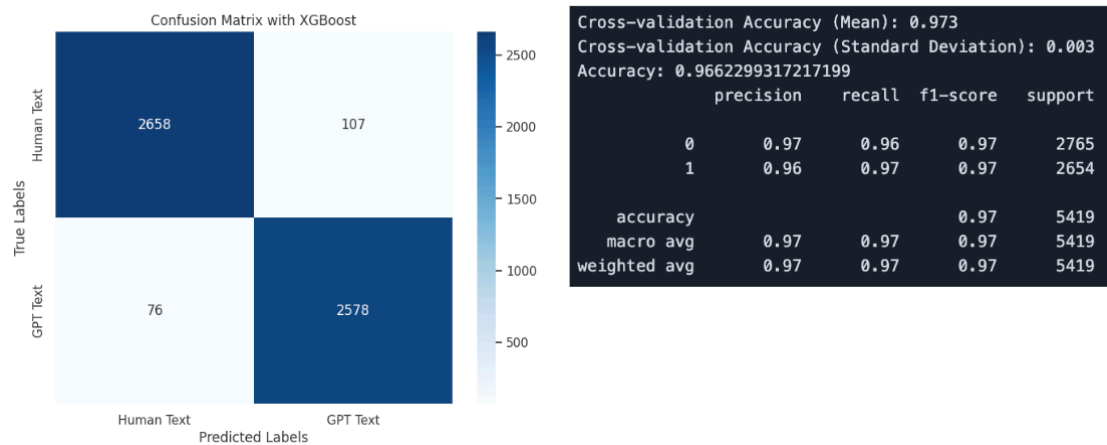 Confusion Matrix with XGBoost
True Labels
Human Text
GPT Text
2658 107
76 2578
Human Text GPT Text
Predicted Labels
2500
2000
1500
1000
500
Cross-validation Accuracy (Mean): 0.973
Cross-validation Accuracy (Standard Deviation): 0.003
Accuracy: 0.9662299317217199
precision recall f1-score support
0 0.97 0.96 0.97 2765
1 0.96 0.97 0.97 2654
accuracy 0.97 5419
macro avg 0.97 0.97 0.97 5419
weighted avg 0.97 0.97 0.97 5419